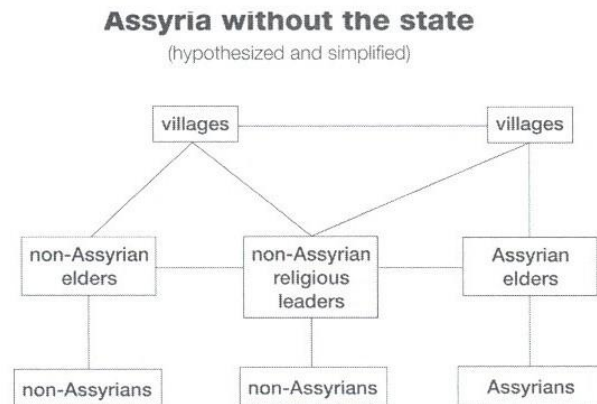 Assyria without the state
(hypothesized and simplified)
villages
villages
non-Assyrian
elders
non-Assyrian
religious
leaders
Assyrian
elders
non-Assyrians
non-Assyrians
Assyrians